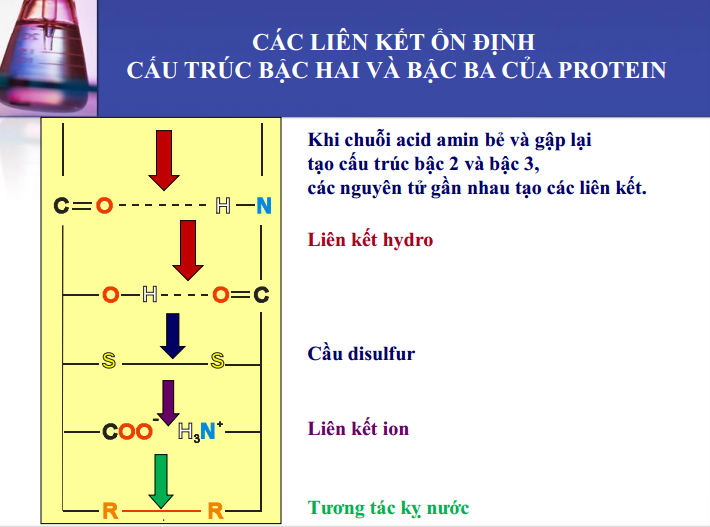 CÁC LIÊN KẾT ỔN ĐỊNH
CẤU TRÚC BẬC HAI VÀ BẬC BA CỦA PROTEIN
Khi chuỗi acid amin bẻ và gập lại
tạo cấu trúc bậc 2 và bậc 3,
các nguyên tử gần nhau tạo các liên kết.
C=O------H—N
Liên kết hydro
O—H----O=C
S S
Cầu disulfur
COO⁻ H₃N⁺
Liên kết ion
R R
Tương tác kỵ nước